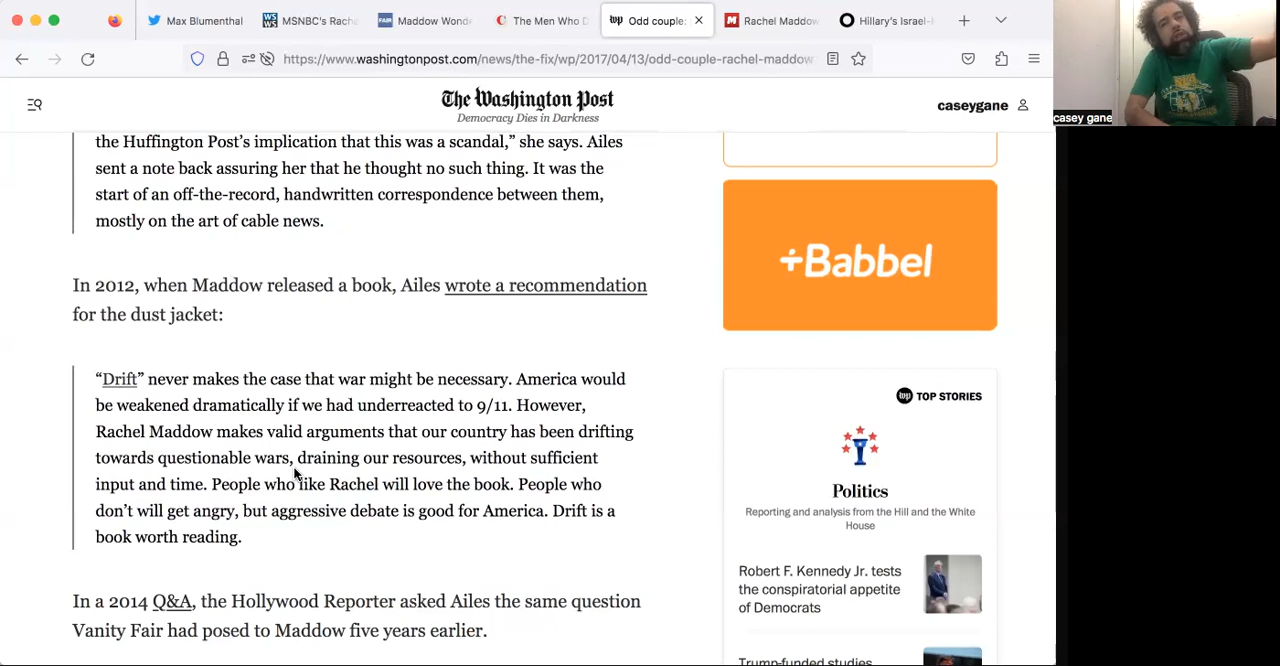 Max Blumenthal
MSNBC's Rach
Maddow Wond
The Men Who D
Odd couple:
Rachel Maddow
Hillary's Israel-
https://www.washingtonpost.com/news/the-fix/wp/2017/04/13/odd-couple-rachel-maddow
The Washington Post
Democracy Dies in Darkness
caseygane
casey gane
the Huffington Post's implication that this was a scandal,” she says. Ailes
sent a note back assuring her that he thought no such thing. It was the
start of an off-the-record, handwritten correspondence between them,
mostly on the art of cable news.
In 2012, when Maddow released a book, Ailes wrote a recommendation
for the dust jacket:
“Drift” never makes the case that war might be necessary. America would
be weakened dramatically if we had underreacted to 9/11. However,
Rachel Maddow makes valid arguments that our country has been drifting
towards questionable wars, draining our resources, without sufficient
input and time. People who like Rachel will love the book. People who
don’t will get angry, but aggressive debate is good for America. Drift is a
book worth reading.
In a 2014 Q&A, the Hollywood Reporter asked Ailes the same question
Vanity Fair had posed to Maddow five years earlier.
+Babbel
wp TOP STORIES
Politics
Reporting and analysis from the Hill and the White
House
Robert F. Kennedy Jr. tests
the conspiratorial appetite
of Democrats
Trump-funded studies